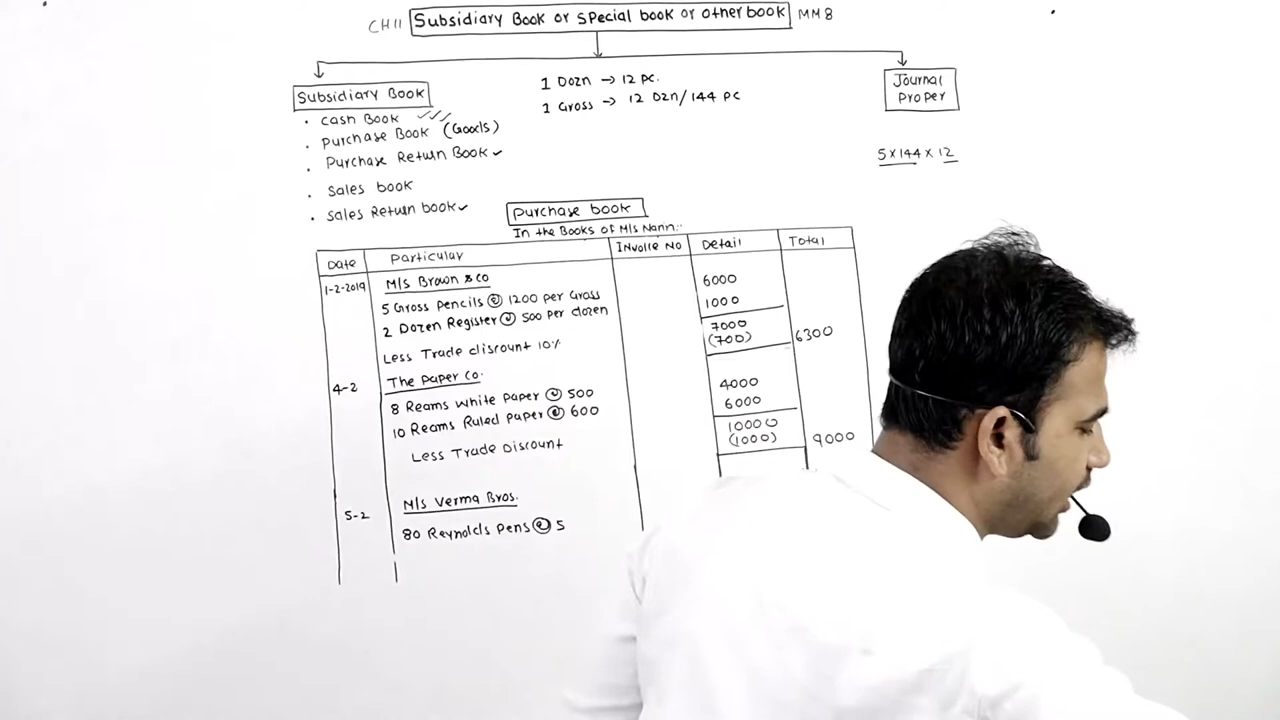 CH11 Subsidiary Book or special book or other book MM8
Subsidiary Book
• Cash Book
• Purchase Book (Goods)
• Purchase Return Book ✓
• Sales book
• Sales Return book ✓
1 Dozn → 12 pc.
1 Gross → 12 Dzn/144 pc
Journal
Proper
5×144×12
Purchase book
In the Books of M/s
Date Particular Invoice No Detail Total
1-2-2019 M/s Brown & co
5 Gross pencils @ 1200 per Gross 6000
2 Dozen Register @ 500 per dozen 1000
7000
Less Trade discount 10% (700) 6300
4-2 The paper co.
8 Reams white paper @ 500 4000
10 Reams Ruled paper @ 600 6000
10000
Less Trade Discount (1000) 9000
5-2 M/s Verma Bros.
80 Reynolds pens @ 5